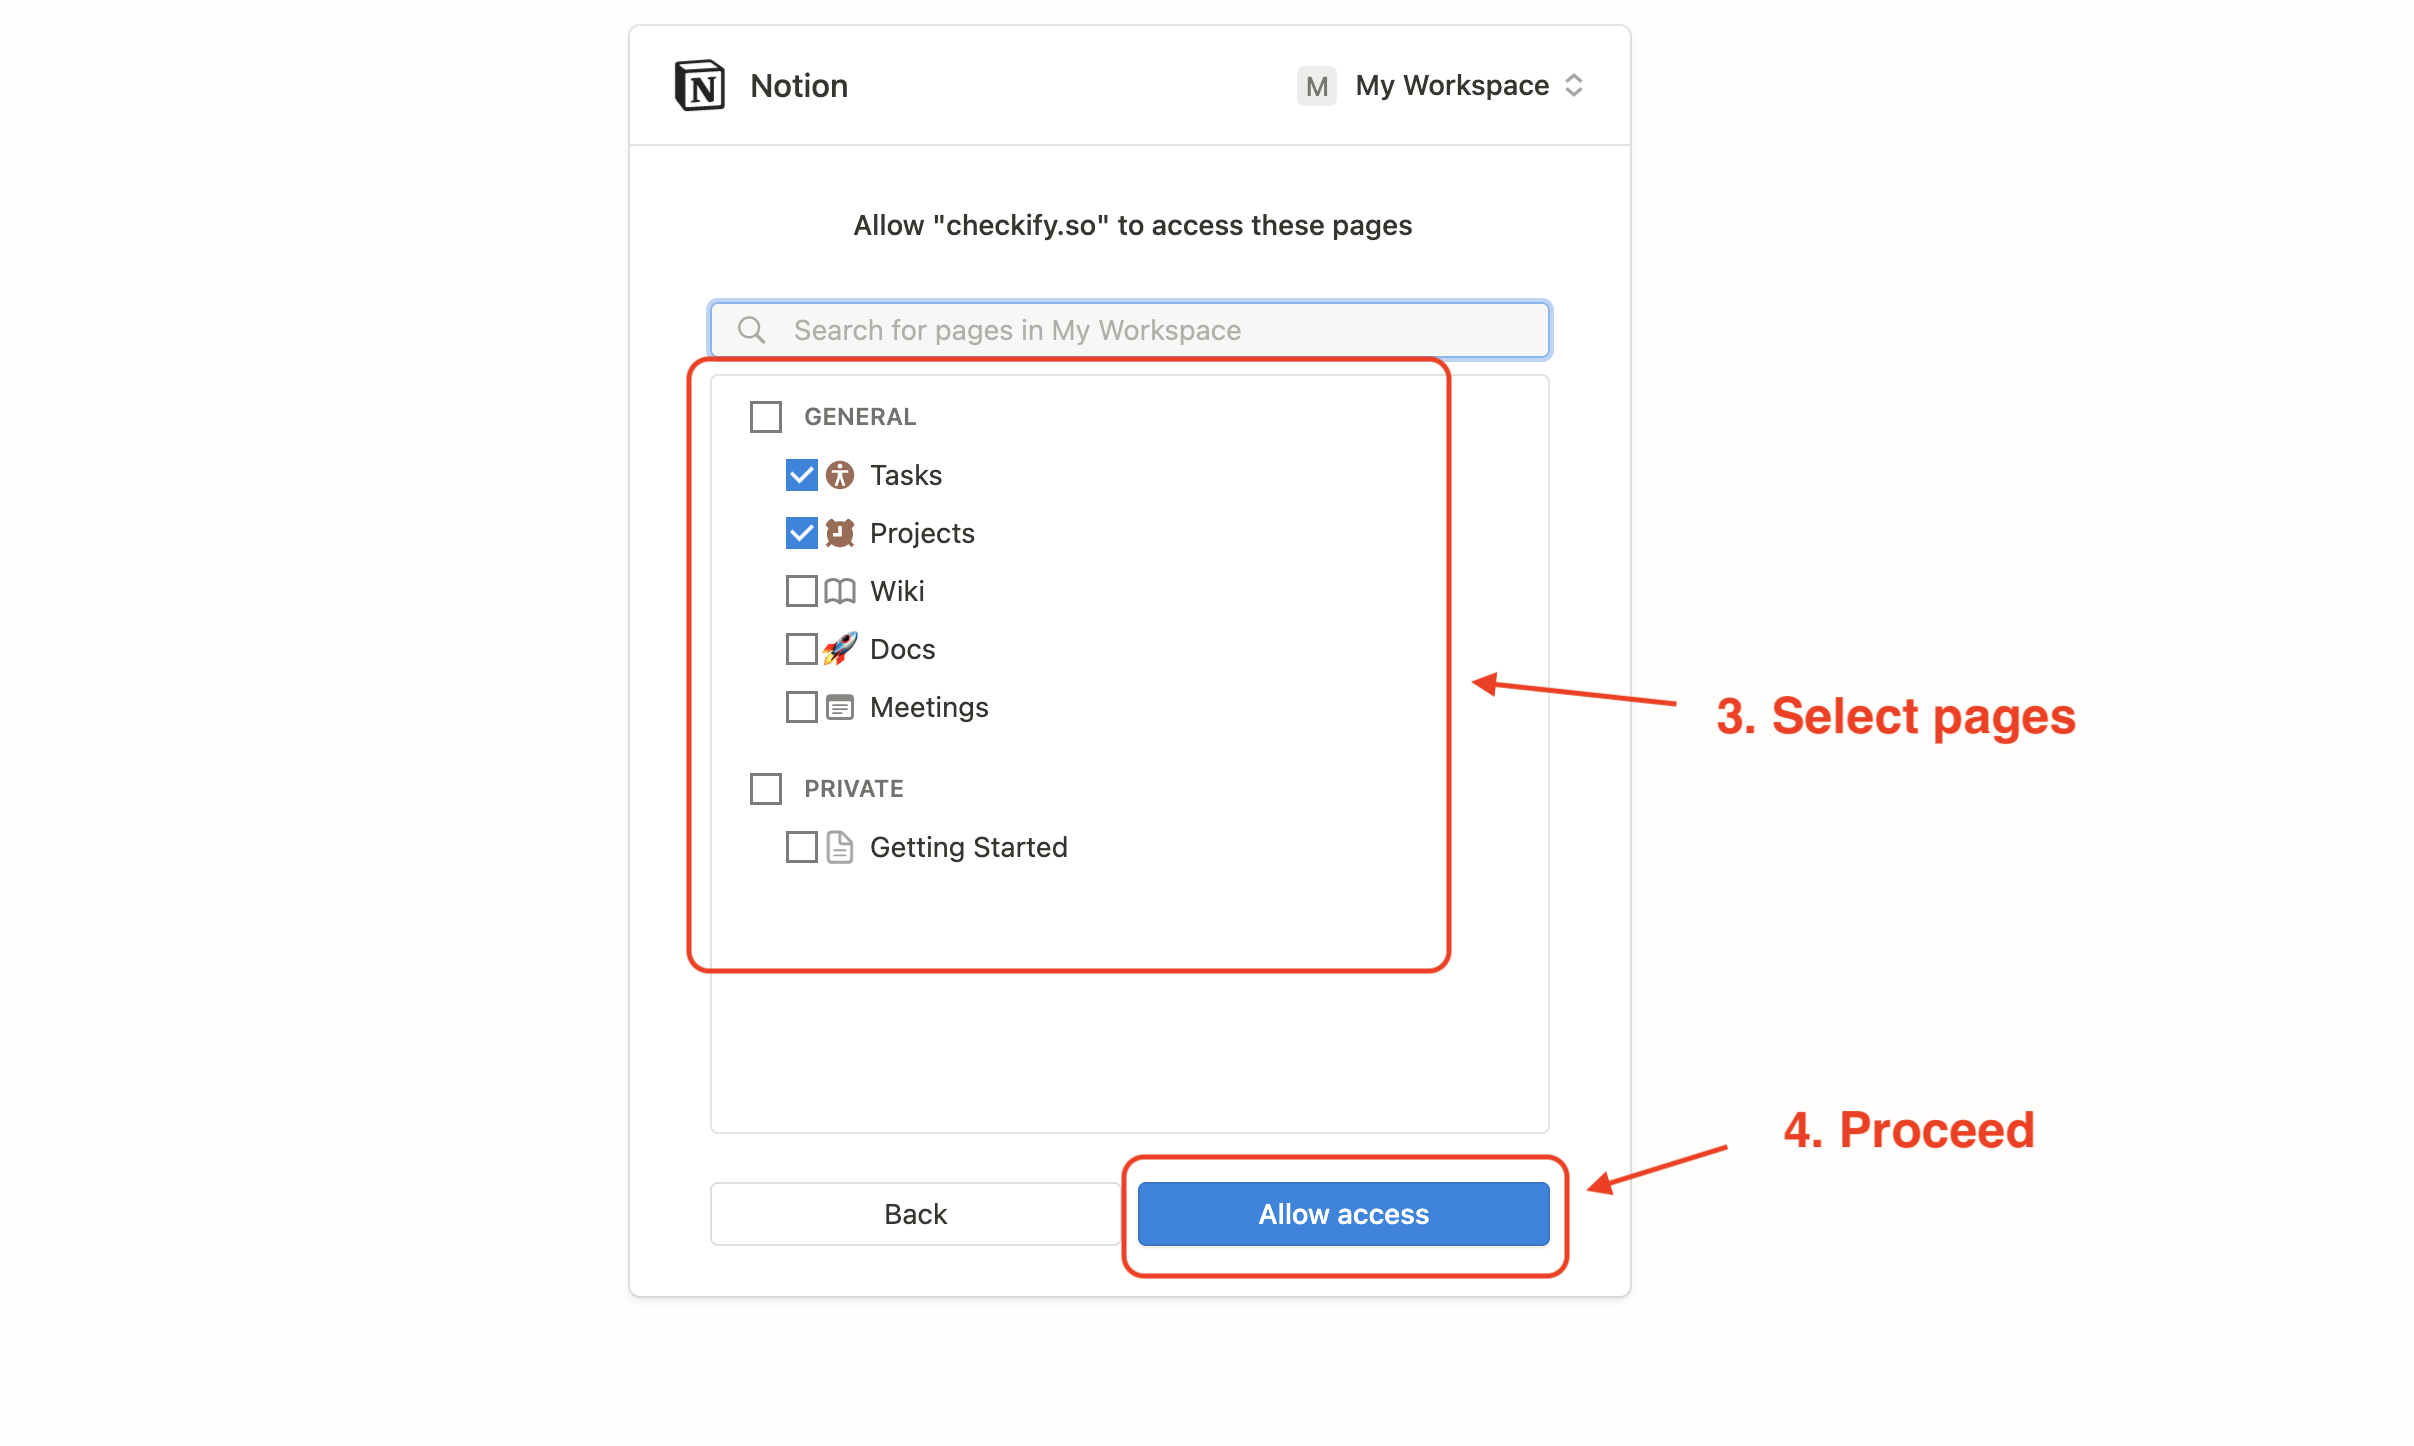 Notion
M My Workspace
Allow "checkify.so" to access these pages
Search for pages in My Workspace
GENERAL
Tasks
Projects
Wiki
Docs
Meetings
PRIVATE
Getting Started
3. Select pages
4. Proceed
Back
Allow access